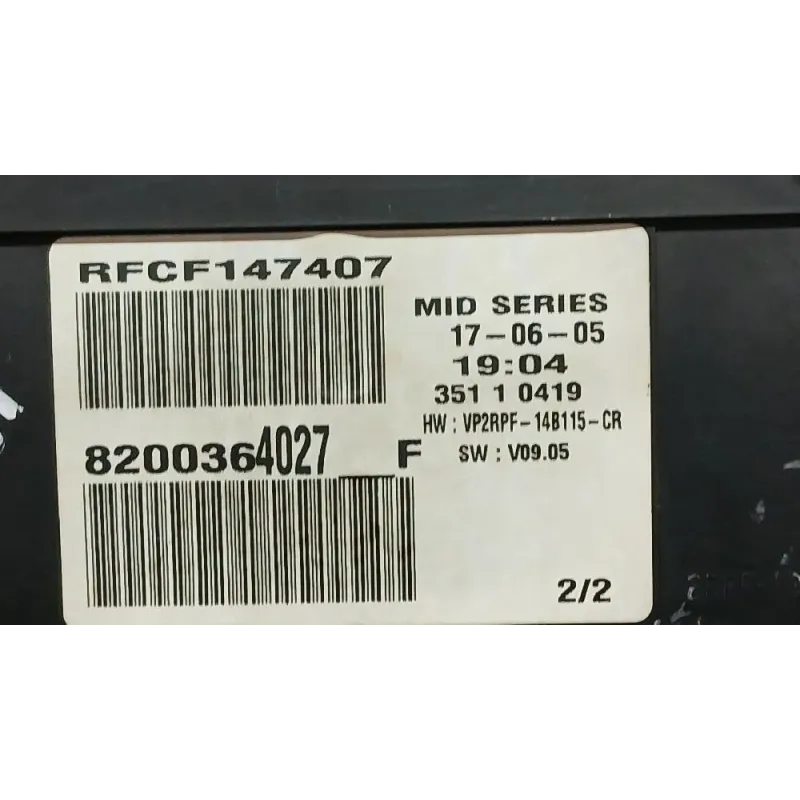 RFCF147407
MID SERIES
17-06-05
19:04
351 1 0419
HW : VP2RPF-14B115-CR
SW : V09.05
8200364027__F
2/2